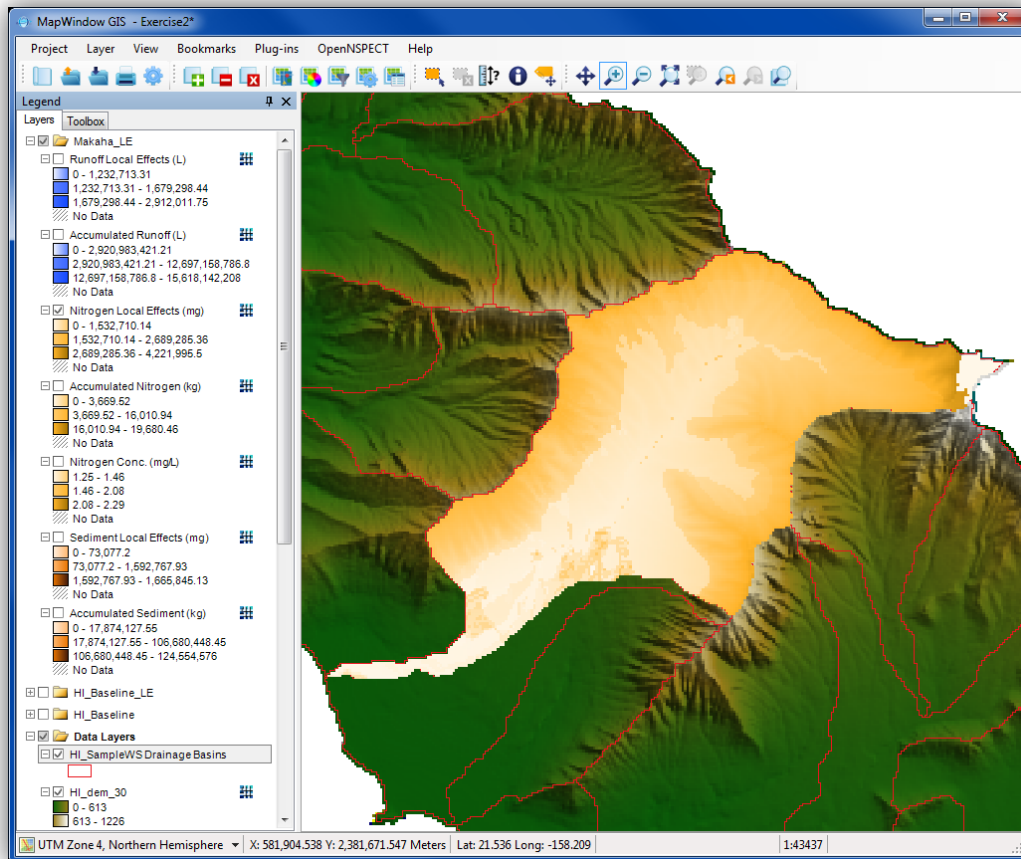 MapWindow GIS - Exercise2*
Project Layer View Bookmarks Plug-ins OpenNSPECT Help
Legend
Layers Toolbox
Makaha_LE
Runoff Local Effects (L)
0 - 1,232,713.31
1,232,713.31 - 1,679,298.44
1,679,298.44 - 2,912,011.75
No Data
Accumulated Runoff (L)
0 - 2,920,983,421.21
2,920,983,421.21 - 12,697,158,786.8
12,697,158,786.8 - 15,618,142,208
No Data
Nitrogen Local Effects (mg)
0 - 1,532,710.14
1,532,710.14 - 2,689,285.36
2,689,285.36 - 4,221,995.5
No Data
Accumulated Nitrogen (kg)
0 - 3,669.52
3,669.52 - 16,010.94
16,010.94 - 19,680.46
No Data
Nitrogen Conc. (mg/L)
1.25 - 1.46
1.46 - 2.08
2.08 - 2.29
No Data
Sediment Local Effects (mg)
0 - 73,077.2
73,077.2 - 1,592,767.93
1,592,767.93 - 1,665,845.13
No Data
Accumulated Sediment (kg)
0 - 17,874,127.55
17,874,127.55 - 106,680,448.45
106,680,448.45 - 124,554,576
No Data
HI_Baseline_LE
HI_Baseline
Data Layers
HI_SampleWS Drainage Basins
HI_dem_30
0 - 613
613 - 1226
UTM Zone 4, Northern Hemisphere X: 581,904.538 Y: 2,381,671.547 Meters Lat: 21.536 Long: -158.209 1:43437